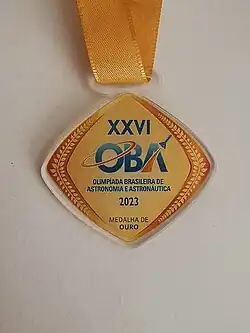 XXVI
OBA
OLIMPÍADA BRASILEIRA DE
ASTRONOMIA E ASTRONÁUTICA
2023
MEDALHA DE
OURO